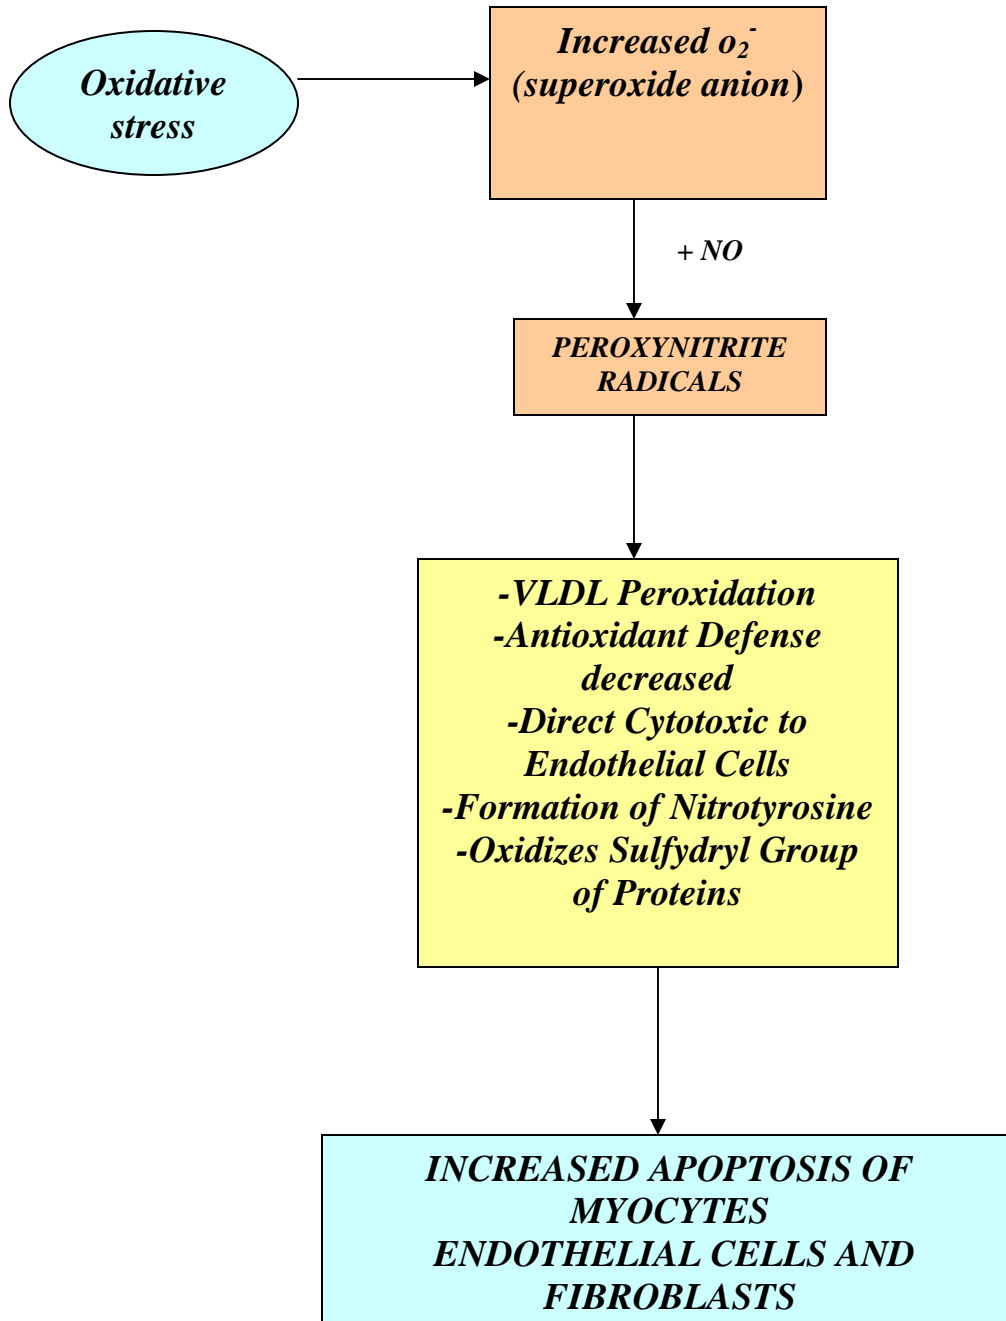 Oxidative
stress
Increased o₂⁻
(superoxide anion)
+ NO
PEROXYNITRITE
RADICALS
-VLDL Peroxidation
-Antioxidant Defense
decreased
-Direct Cytotoxic to
Endothelial Cells
-Formation of Nitrotyrosine
-Oxidizes Sulfydryl Group
of Proteins
INCREASED APOPTOSIS OF
MYOCYTES
ENDOTHELIAL CELLS AND
FIBROBLASTS